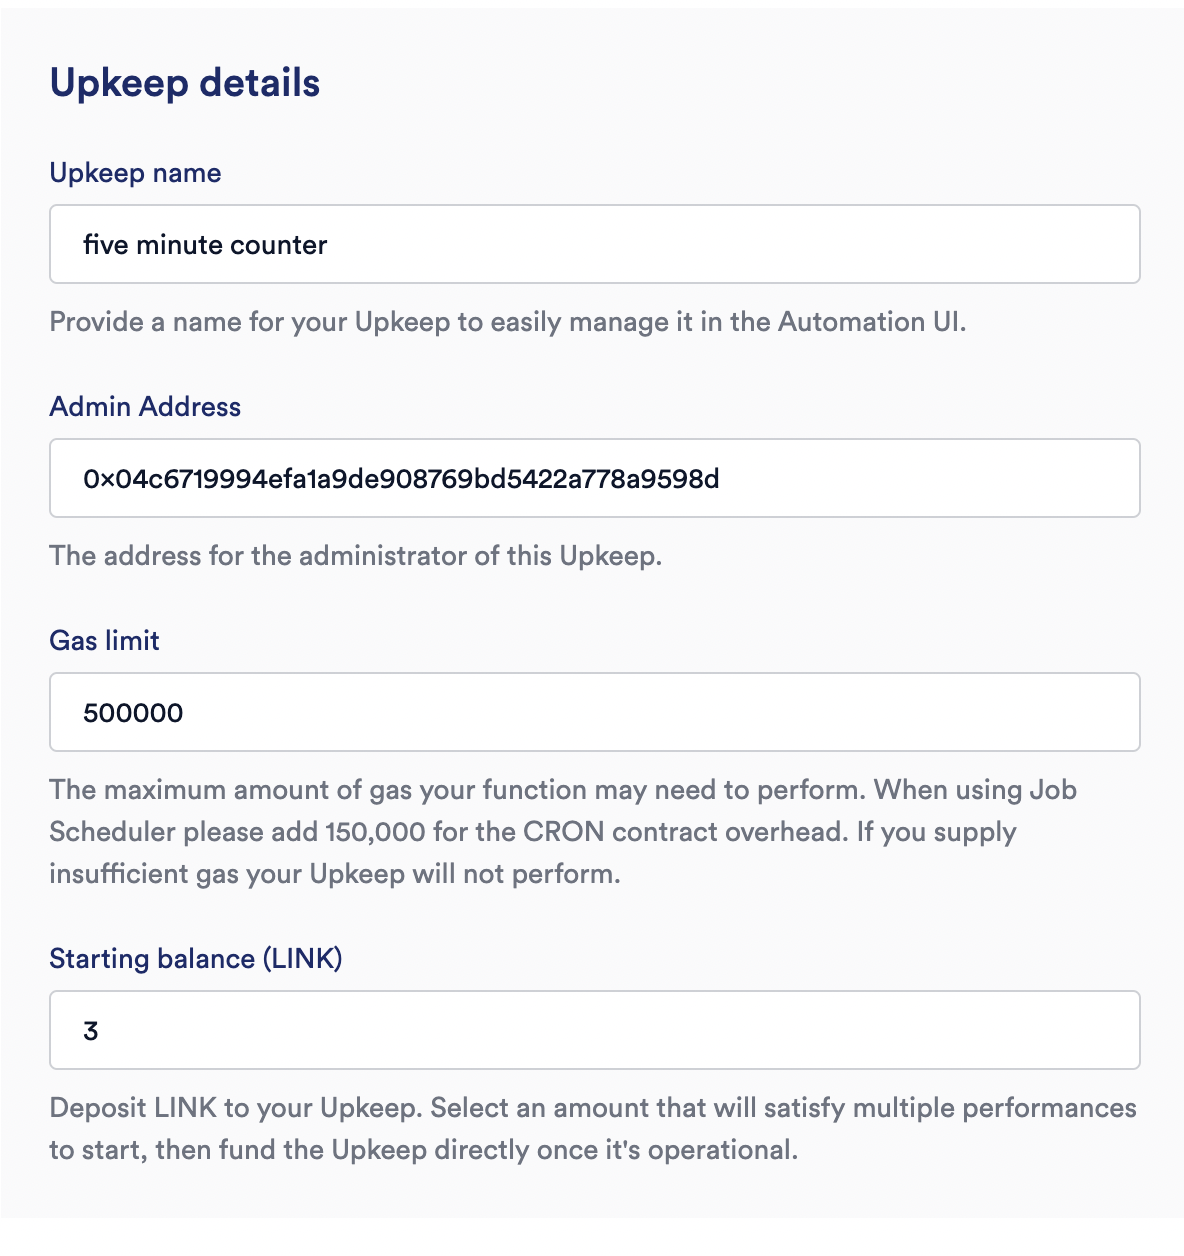 Upkeep details
Upkeep name
five minute counter
Provide a name for your Upkeep to easily manage it in the Automation UI.
Admin Address
0x04c6719994efa1a9de908769bd5422a778a9598d
The address for the administrator of this Upkeep.
Gas limit
500000
The maximum amount of gas your function may need to perform. When using Job
Scheduler please add 150,000 for the CRON contract overhead. If you supply
insufficient gas your Upkeep will not perform.
Starting balance (LINK)
3
Deposit LINK to your Upkeep. Select an amount that will satisfy multiple performances
to start, then fund the Upkeep directly once it's operational.